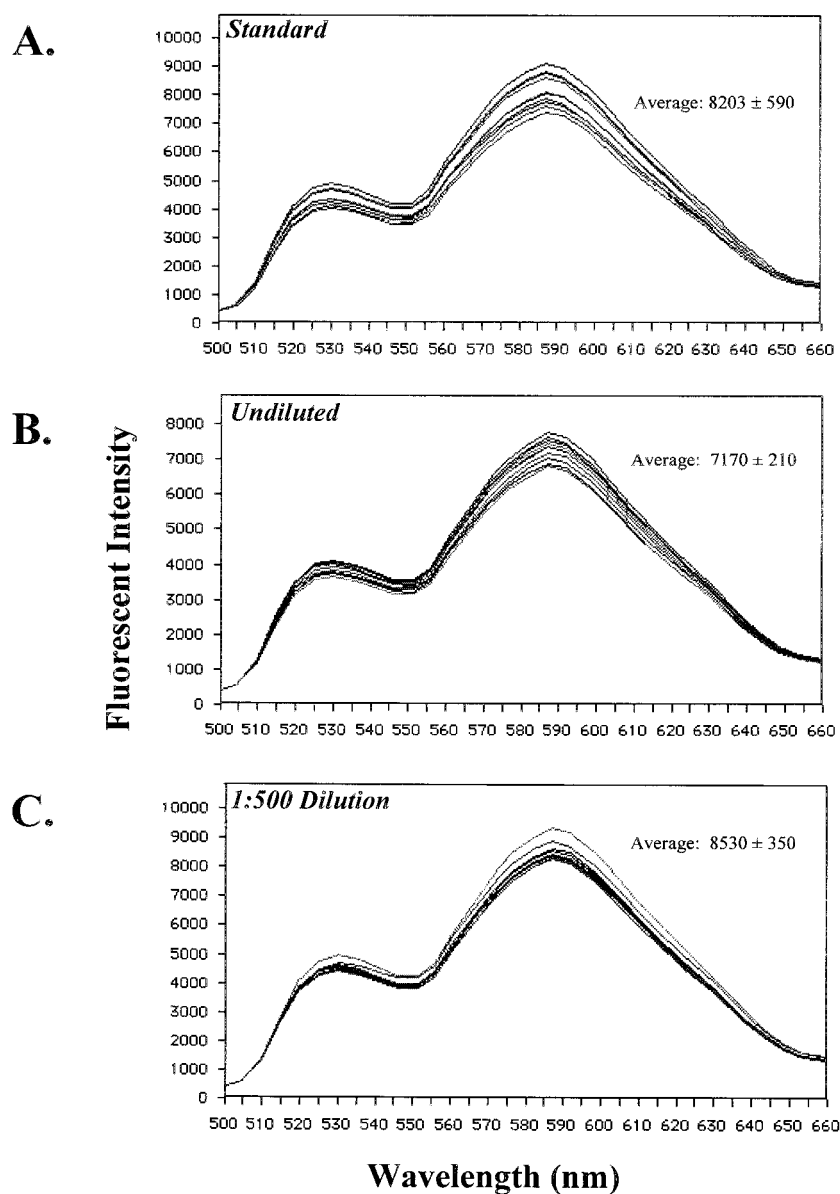 A.
Standard
Average: 8203 ± 590
10000
9000
8000
7000
6000
5000
4000
3000
2000
1000
0
500 510 520 530 540 550 560 570 580 590 600 610 620 630 640 650 660
B.
Undiluted
Average: 7170 ± 210
8000
7000
6000
5000
4000
3000
2000
1000
0
500 510 520 530 540 550 560 570 580 590 600 610 620 630 640 650 660
Fluorescent Intensity
C.
1:500 Dilution
Average: 8530 ± 350
10000
9000
8000
7000
6000
5000
4000
3000
2000
1000
0
500 510 520 530 540 550 560 570 580 590 600 610 620 630 640 650 660
Wavelength (nm)